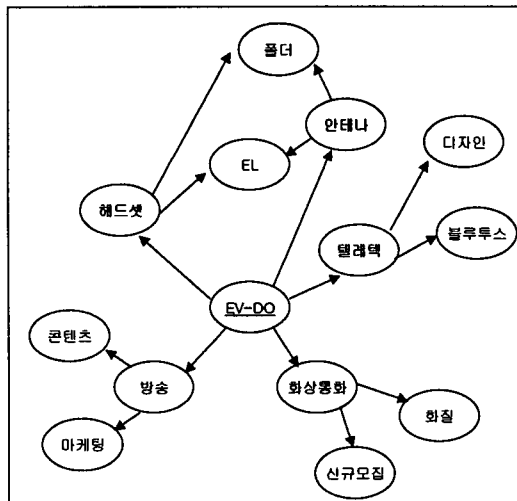 폴더
안테나
디자인
EL
헤드셋
텔레텍
블루투스
EV-DO
콘텐츠
방송
화상통화
화질
마케팅
신규모집